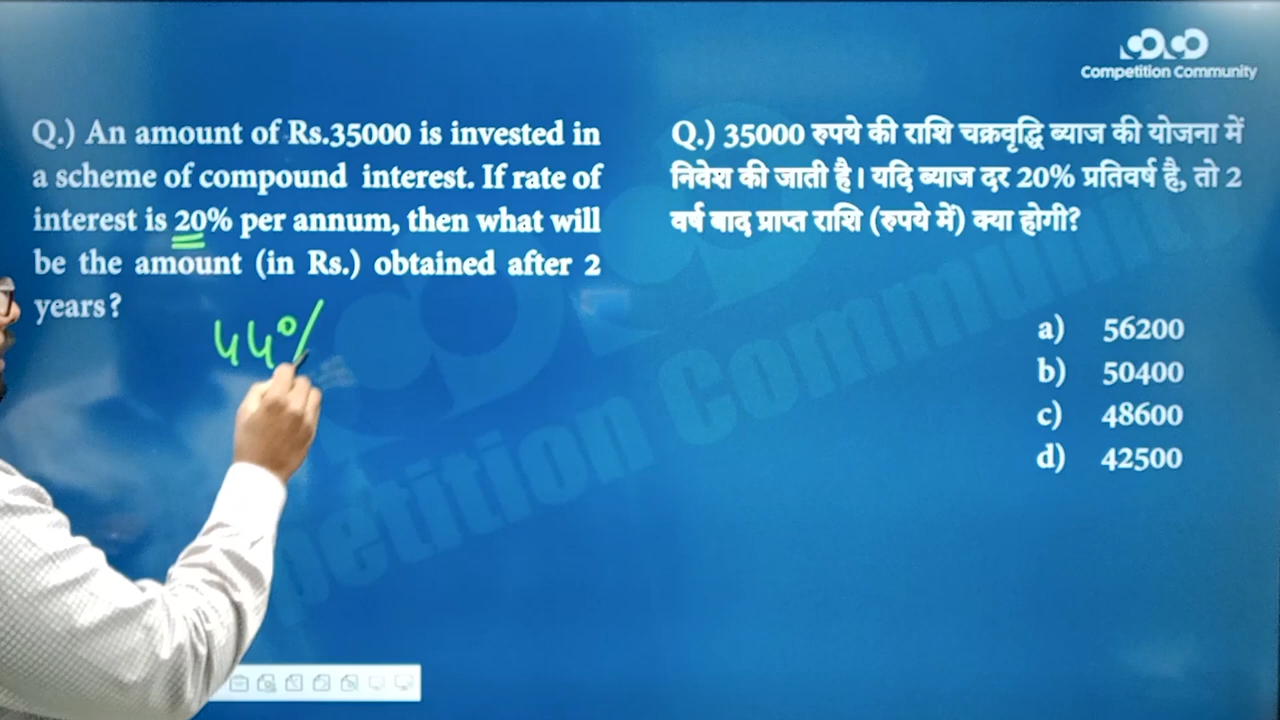 Competition Community
Q.) An amount of Rs.35000 is invested in
a scheme of compound interest. If rate of
interest is 20% per annum, then what will
be the amount (in Rs.) obtained after 2
years?
44%
Q.) 35000 रुपये की राशि चक्रवृद्धि ब्याज की योजना में
निवेश की जाती है। यदि ब्याज दर 20% प्रतिवर्ष है, तो 2
वर्ष बाद प्राप्त राशि (रुपये में) क्या होगी?
a) 56200
b) 50400
c) 48600
d) 42500
petition Community